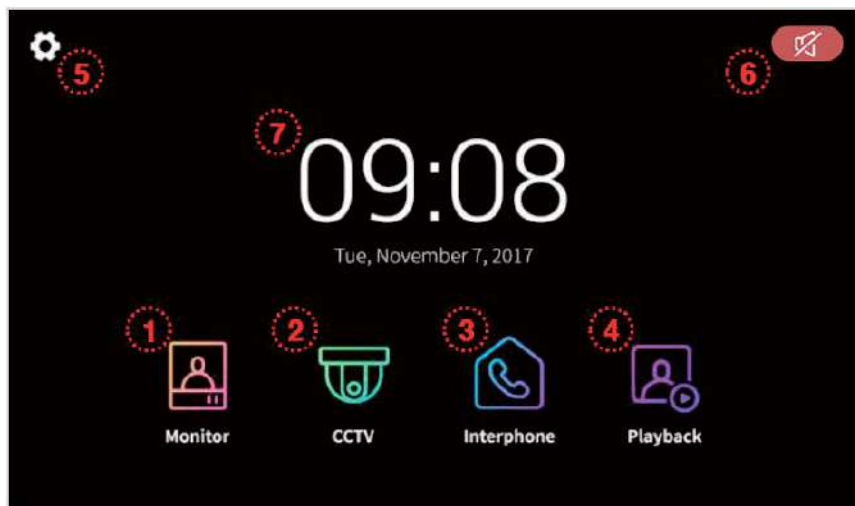 5
6
7
09:08
Tue, November 7, 2017
1
2
3
4
Monitor
CCTV
Interphone
Playback